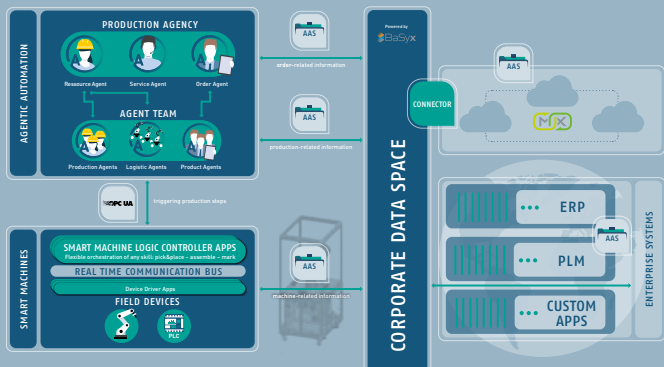 AGENTIC AUTOMATION
PRODUCTION AGENCY
Resource Agent
Service Agent
Order Agent
AGENT TEAM
Production Agents
Logistic Agents
Product Agents
OPC UA
triggering production steps
SMART MACHINES
SMART MACHINE LOGIC CONTROLLER APPS
Flexible orchestration of any skill: pick&place – assemble – mark
REAL TIME COMMUNICATION BUS
Device Driver Apps
FIELD DEVICES
PLC
AAS
order-related information
AAS
production-related information
AAS
machine-related information
Powered by
BaSyx
CORPORATE DATA SPACE
CONNECTOR
AAS
ERP
PLM
CUSTOM
APPS
AAS
ENTERPRISE SYSTEMS